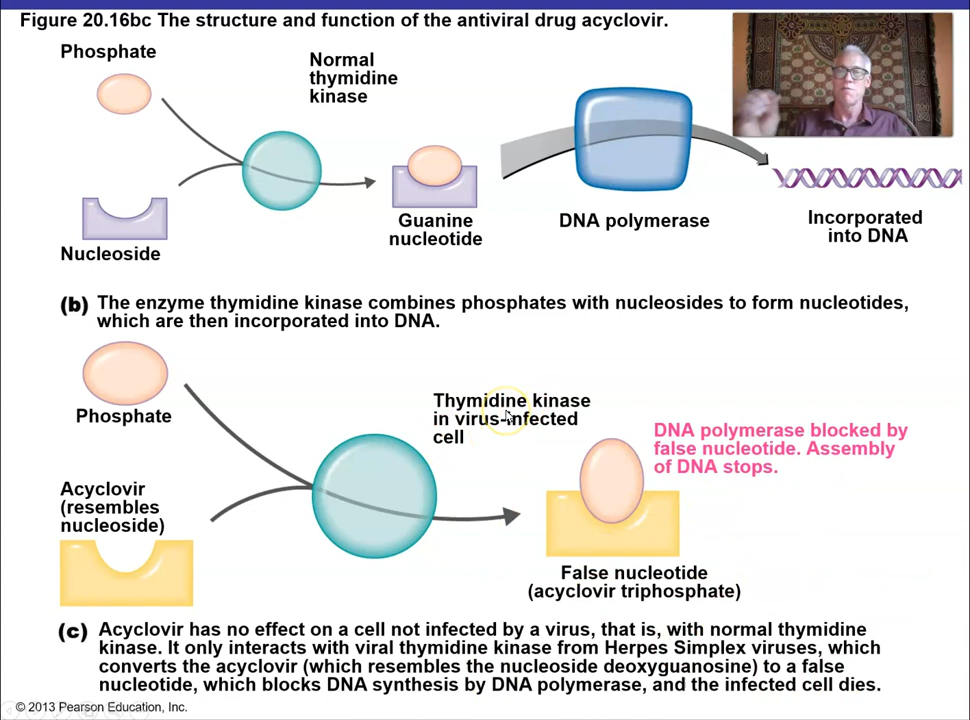 Figure 20.16bc The structure and function of the antiviral drug acyclovir.
Phosphate
Normal
thymidine
kinase
Nucleoside
Guanine
nucleotide
DNA polymerase
Incorporated
into DNA
(b) The enzyme thymidine kinase combines phosphates with nucleosides to form nucleotides,
which are then incorporated into DNA.
Phosphate
Thymidine kinase
in virus-infected
cell
Acyclovir
(resembles
nucleoside)
DNA polymerase blocked by
false nucleotide. Assembly
of DNA stops.
False nucleotide
(acyclovir triphosphate)
(c) Acyclovir has no effect on a cell not infected by a virus, that is, with normal thymidine
kinase. It only interacts with viral thymidine kinase from Herpes Simplex viruses, which
converts the acyclovir (which resembles the nucleoside deoxyguanosine) to a false
nucleotide, which blocks DNA synthesis by DNA polymerase, and the infected cell dies.
© 2013 Pearson Education, Inc.